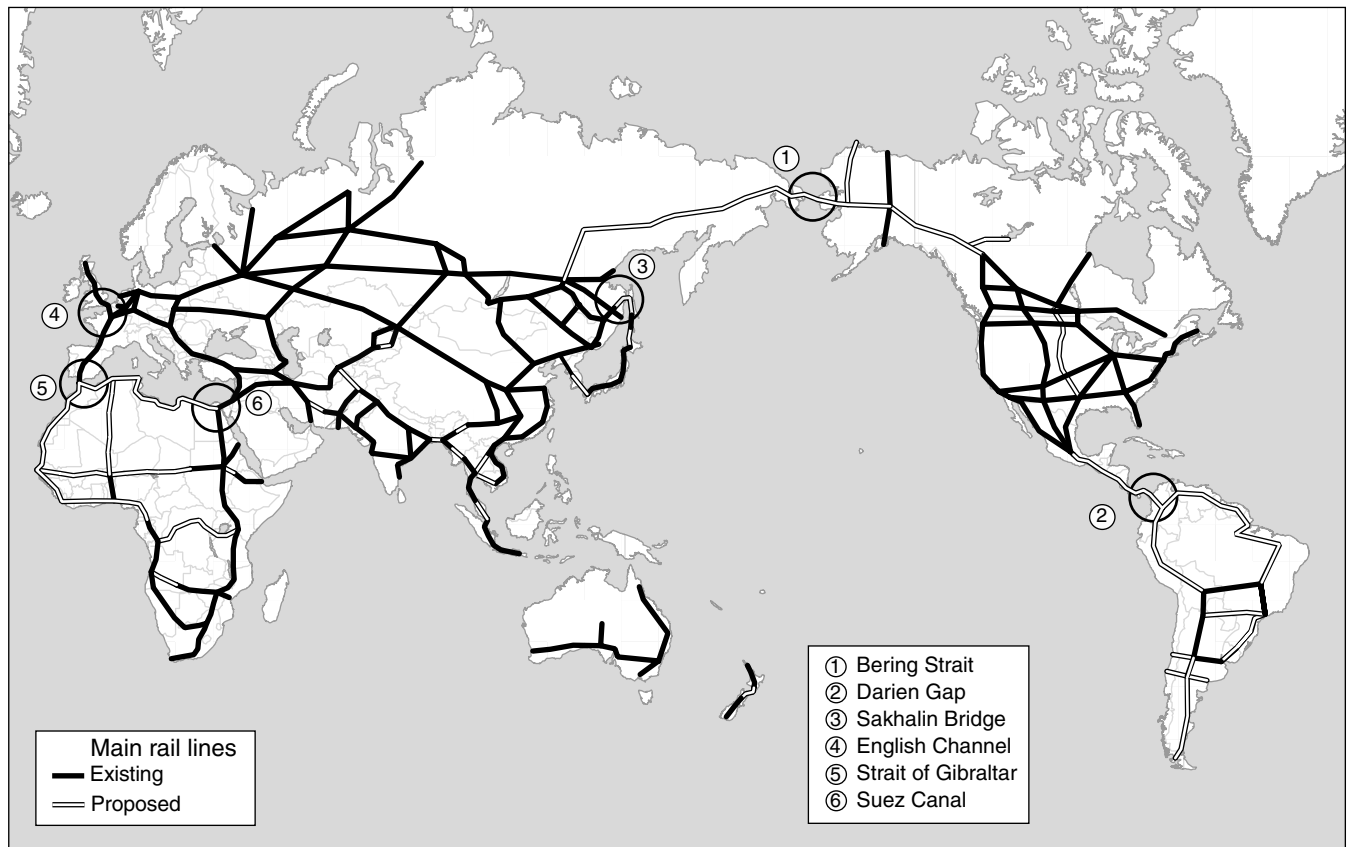 ①
③
④
⑤
⑥
②
① Bering Strait
② Darien Gap
③ Sakhalin Bridge
④ English Channel
⑤ Strait of Gibraltar
⑥ Suez Canal
Main rail lines
Existing
Proposed